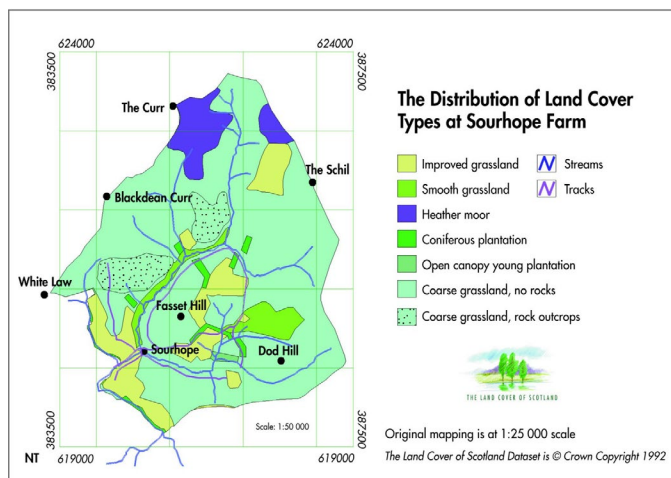 624000
624000
383500
387500
The Curr
The Schil
Blackdean Curr
White Law
Fasset Hill
Sourhope
Dod Hill
Scale: 1:50 000
383500
387500
NT
619000
619000
The Distribution of Land Cover
Types at Sourhope Farm
Improved grassland
Streams
Smooth grassland
Tracks
Heather moor
Coniferous plantation
Open canopy young plantation
Coarse grassland, no rocks
Coarse grassland, rock outcrops
THE LAND COVER OF SCOTLAND
Original mapping is at 1:25 000 scale
The Land Cover of Scotland Dataset is © Crown Copyright 1992